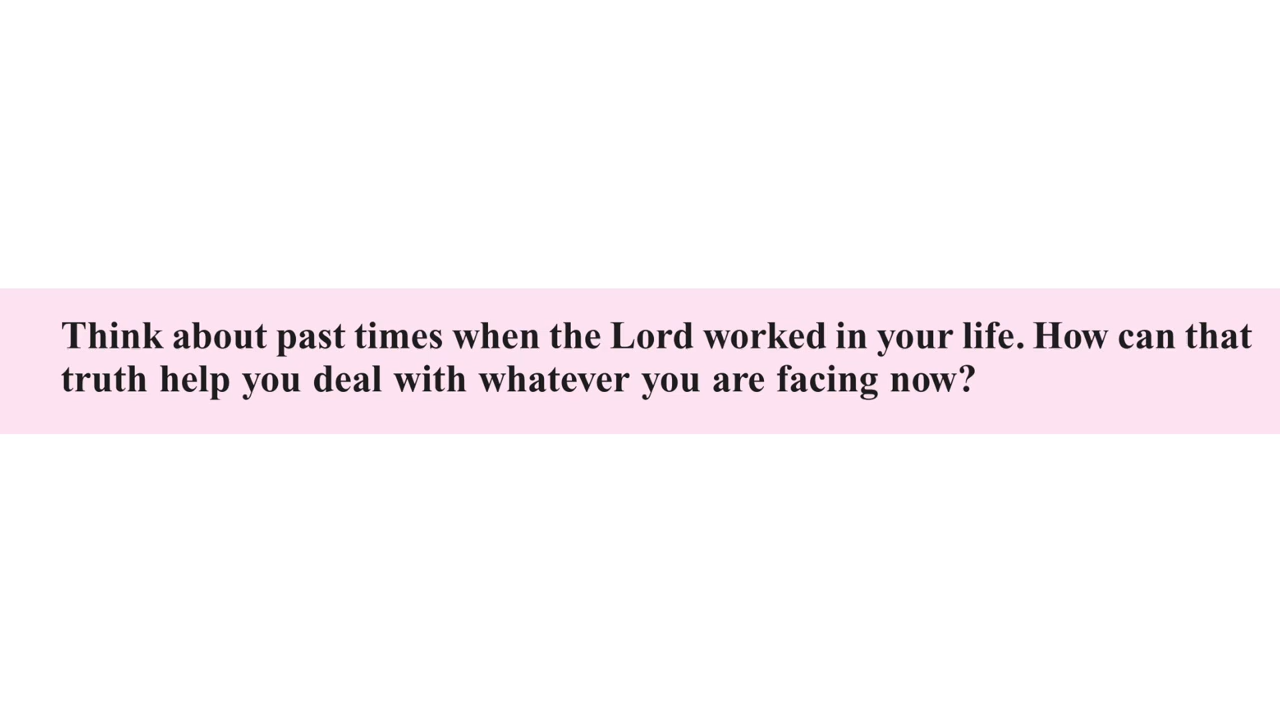 Think about past times when the Lord worked in your life. How can that
truth help you deal with whatever you are facing now?